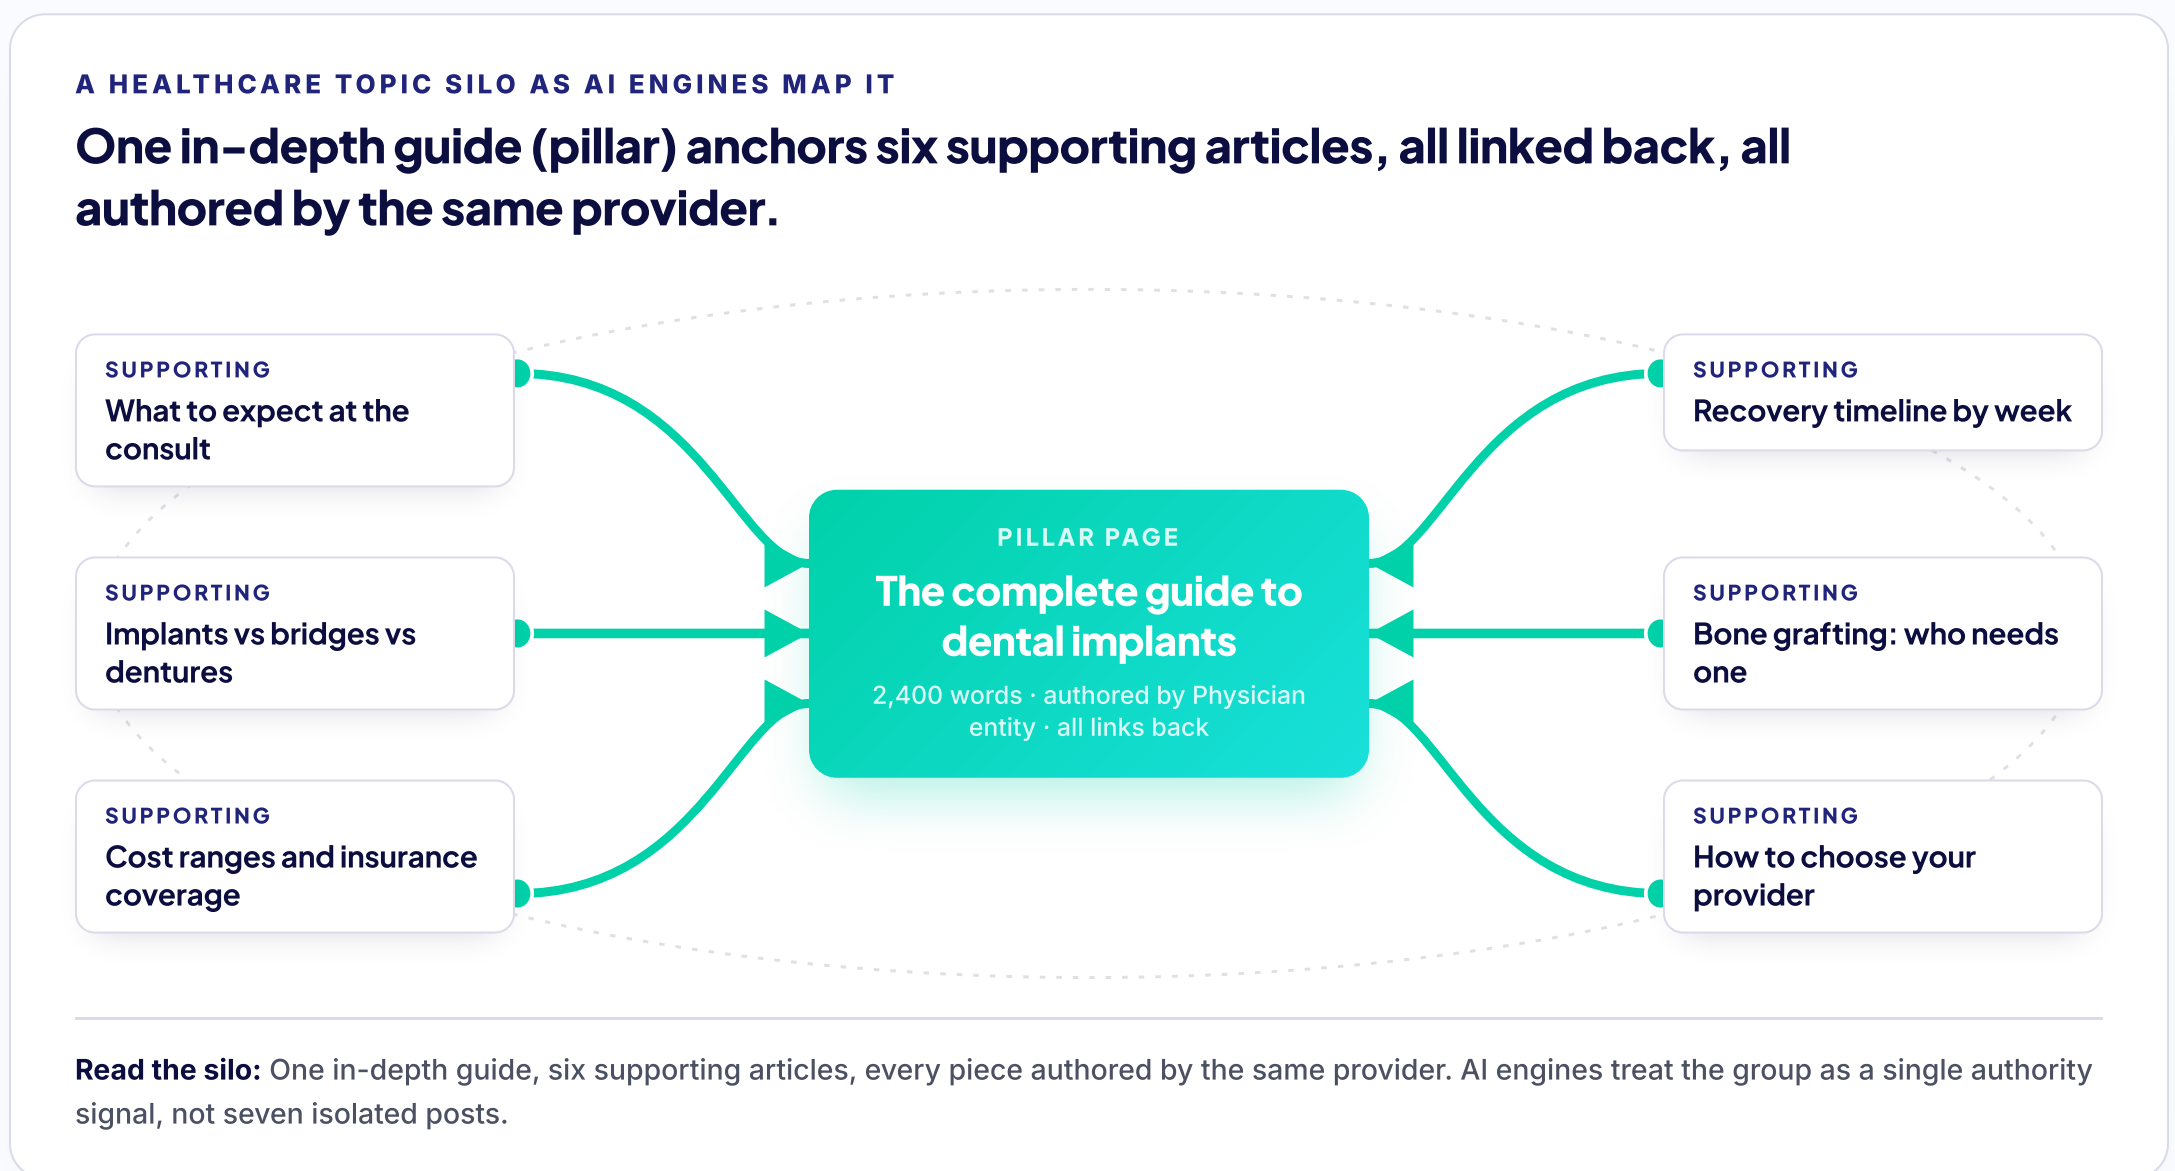 A HEALTHCARE TOPIC SILO AS AI ENGINES MAP IT
One in-depth guide (pillar) anchors six supporting articles, all linked back, all
authored by the same provider.
SUPPORTING
What to expect at the
consult
SUPPORTING
Implants vs bridges vs
dentures
SUPPORTING
Cost ranges and insurance
coverage
PILLAR PAGE
The complete guide to
dental implants
2,400 words · authored by Physician
entity · all links back
SUPPORTING
Recovery timeline by week
SUPPORTING
Bone grafting: who needs
one
SUPPORTING
How to choose your
provider
Read the silo: One in-depth guide, six supporting articles, every piece authored by the same provider. AI engines treat the group as a single authority
signal, not seven isolated posts.